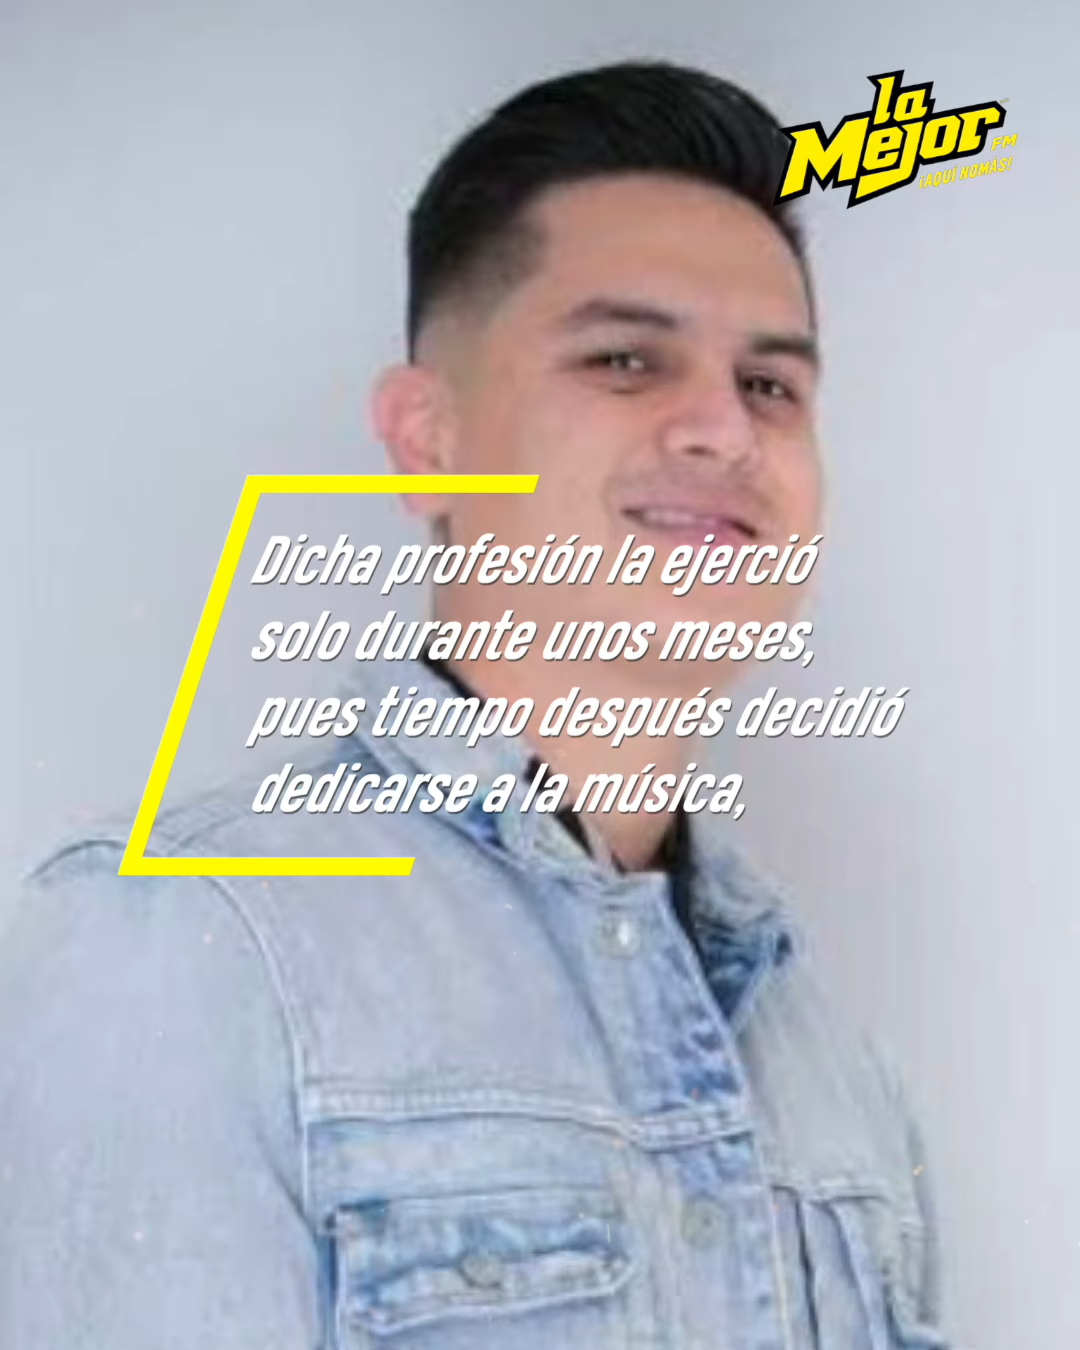 la
Mejor
FM
¡AQUÍ NOMÁS!
Dicha profesión la ejerció
solo durante unos meses,
pues tiempo después decidió
dedicarse a la música,